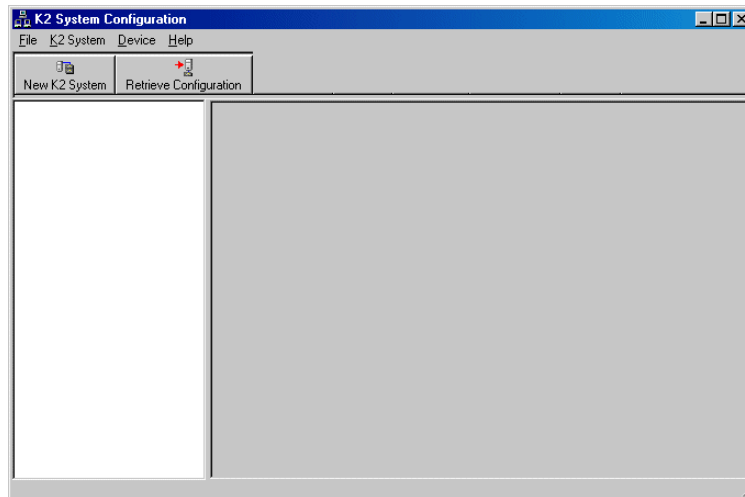 K2 System Configuration
File K2 System Device Help
New K2 System Retrieve Configuration